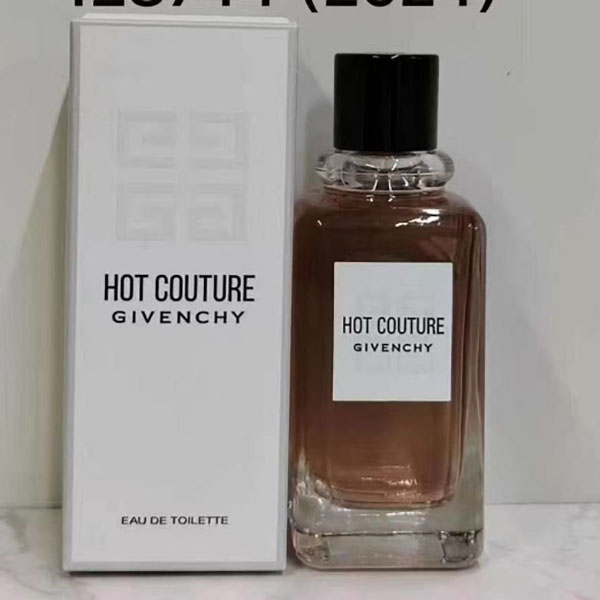 HOT COUTURE
GIVENCHY
EAU DE TOILETTE
HOT COUTURE
GIVENCHY